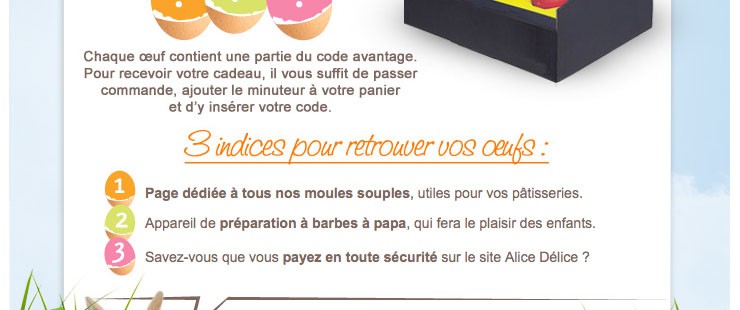 Chaque œuf contient une partie du code avantage.
Pour recevoir votre cadeau, il vous suffit de passer
commande, ajouter le minuteur à votre panier
et d’y insérer votre code.
3 indices pour retrouver vos œufs :
1 Page dédiée à tous nos moules souples, utiles pour vos pâtisseries.
2 Appareil de préparation à barbes à papa, qui fera le plaisir des enfants.
3 Savez-vous que vous payez en toute sécurité sur le site Alice Délice ?